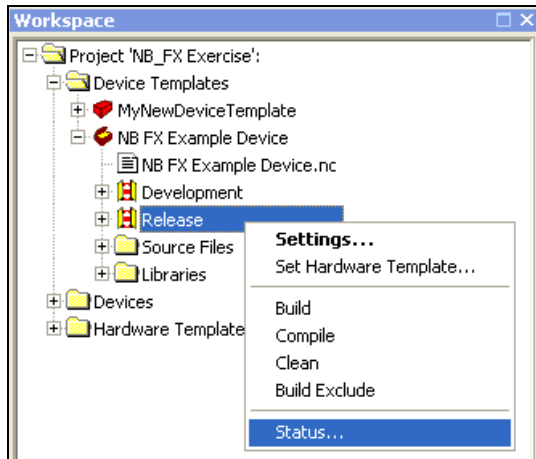 Workspace
Project 'NB_FX Exercise':
Device Templates
MyNewDeviceTemplate
NB FX Example Device
NB FX Example Device.nc
Development
Release
Settings...
Source Files
Set Hardware Template...
Libraries
Devices
Build
Hardware Template
Compile
Clean
Build Exclude
Status...